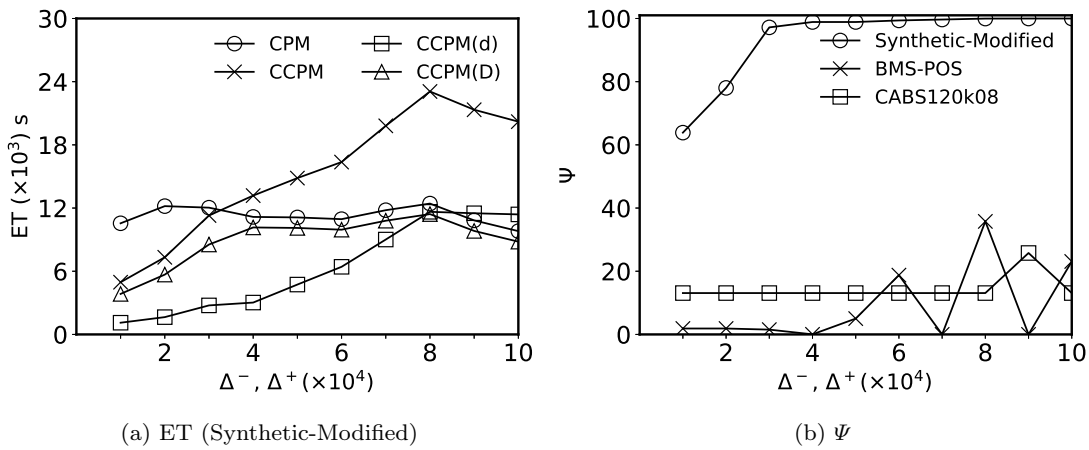 30
24
18
12
6
0
ET (×10³) s
CPM
CCPM
CCPM(d)
CCPM(D)
2 4 6 8 10
Δ⁻, Δ⁺(×10⁴)
(a) ET (Synthetic-Modified)
100
80
60
40
20
0
Ψ
Synthetic-Modified
BMS-POS
CABS120k08
2 4 6 8 10
Δ⁻, Δ⁺(×10⁴)
(b) Ψ